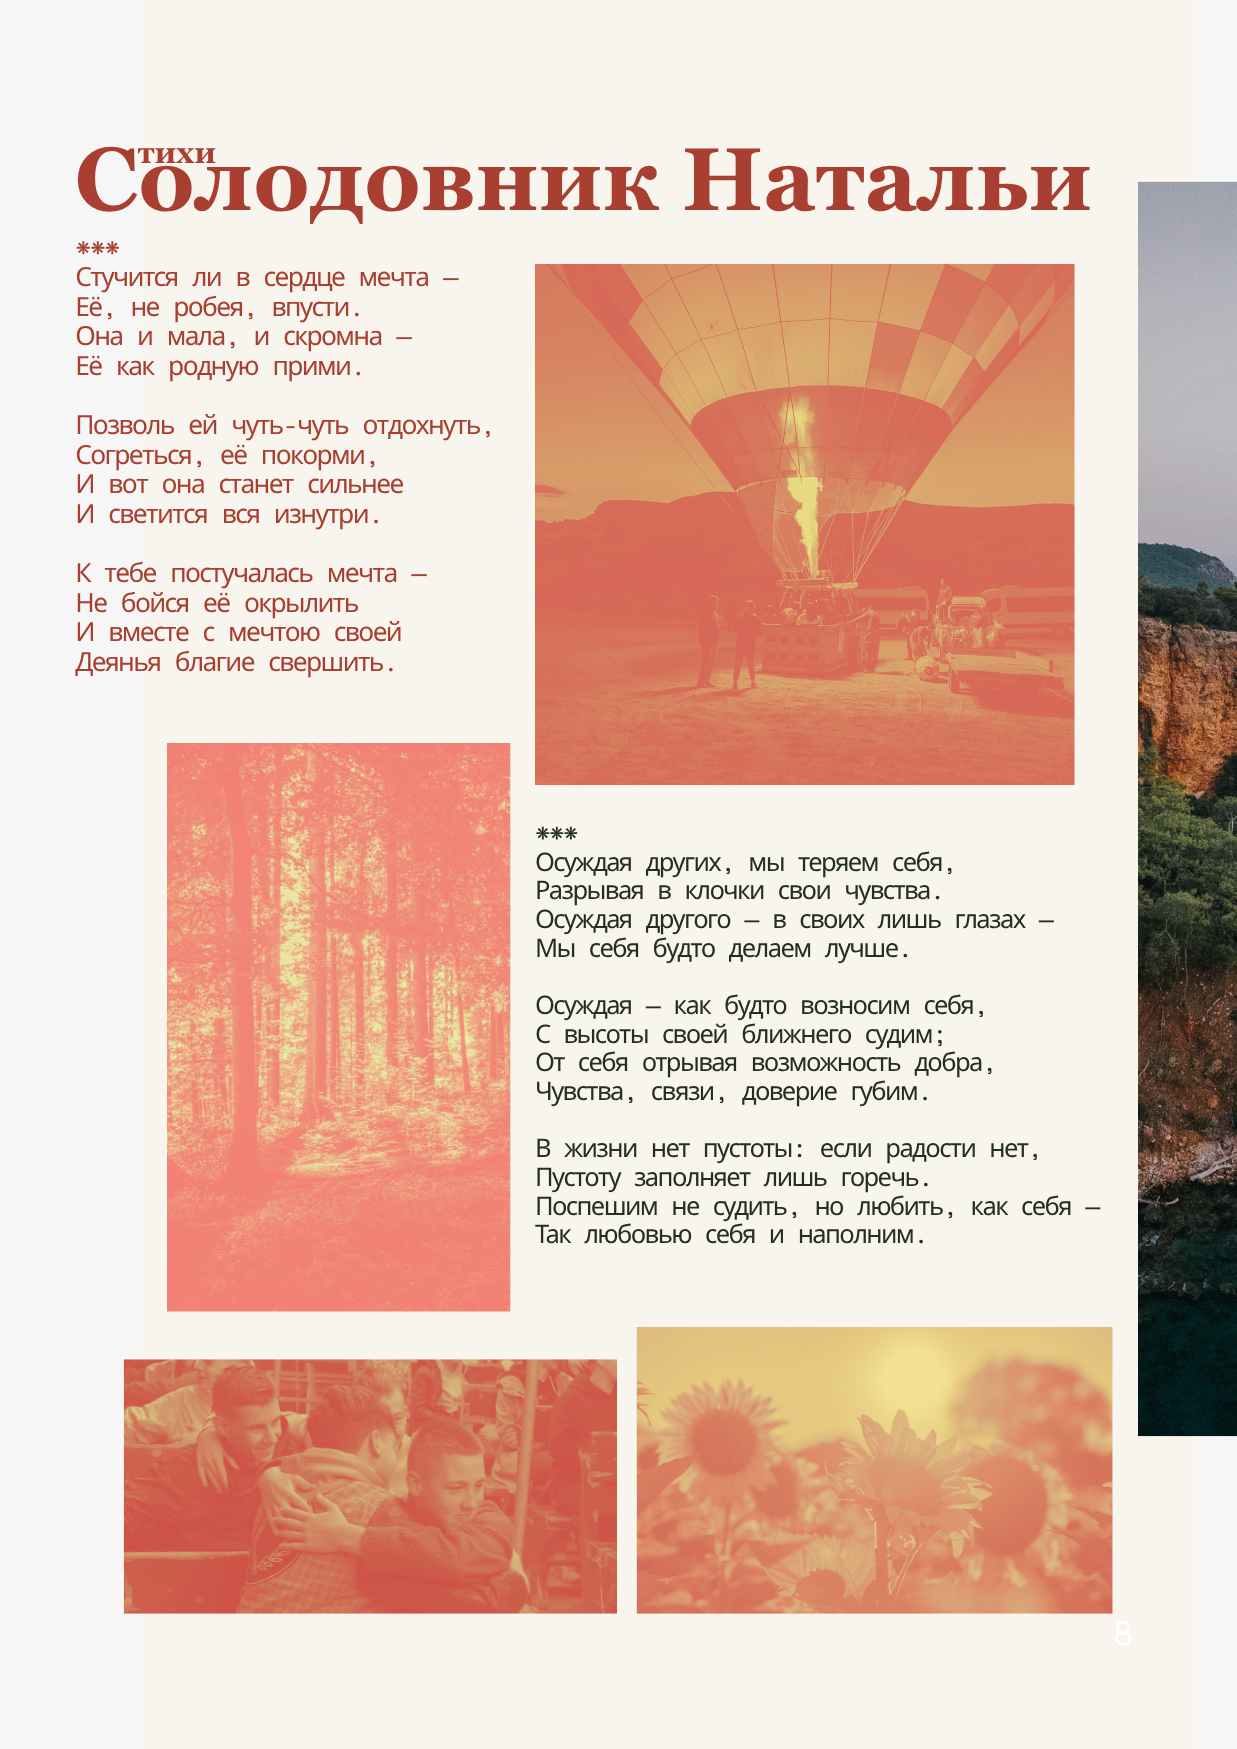 Стихи
Солодовник Натальи
***
Стучится ли в сердце мечта –
Её, не робея, впусти.
Она и мала, и скромна –
Её как родную прими.
Позволь ей чуть-чуть отдохнуть,
Согреться, её покорми,
И вот она станет сильнее
И светится вся изнутри.
К тебе постучалась мечта –
Не бойся её окрылить
И вместе с мечтою своей
Деянья благие свершить.
***
Осуждая других, мы теряем себя,
Разрывая в клочки свои чувства.
Осуждая другого – в своих лишь глазах –
Мы себя будто делаем лучше.
Осуждая – как будто возносим себя,
С высоты своей ближнего судим;
От себя отрывая возможность добра,
Чувства, связи, доверие губим.
В жизни нет пустоты: если радости нет,
Пустоту заполняет лишь горечь.
Поспешим не судить, но любить, как себя –
Так любовью себя и наполним.
8